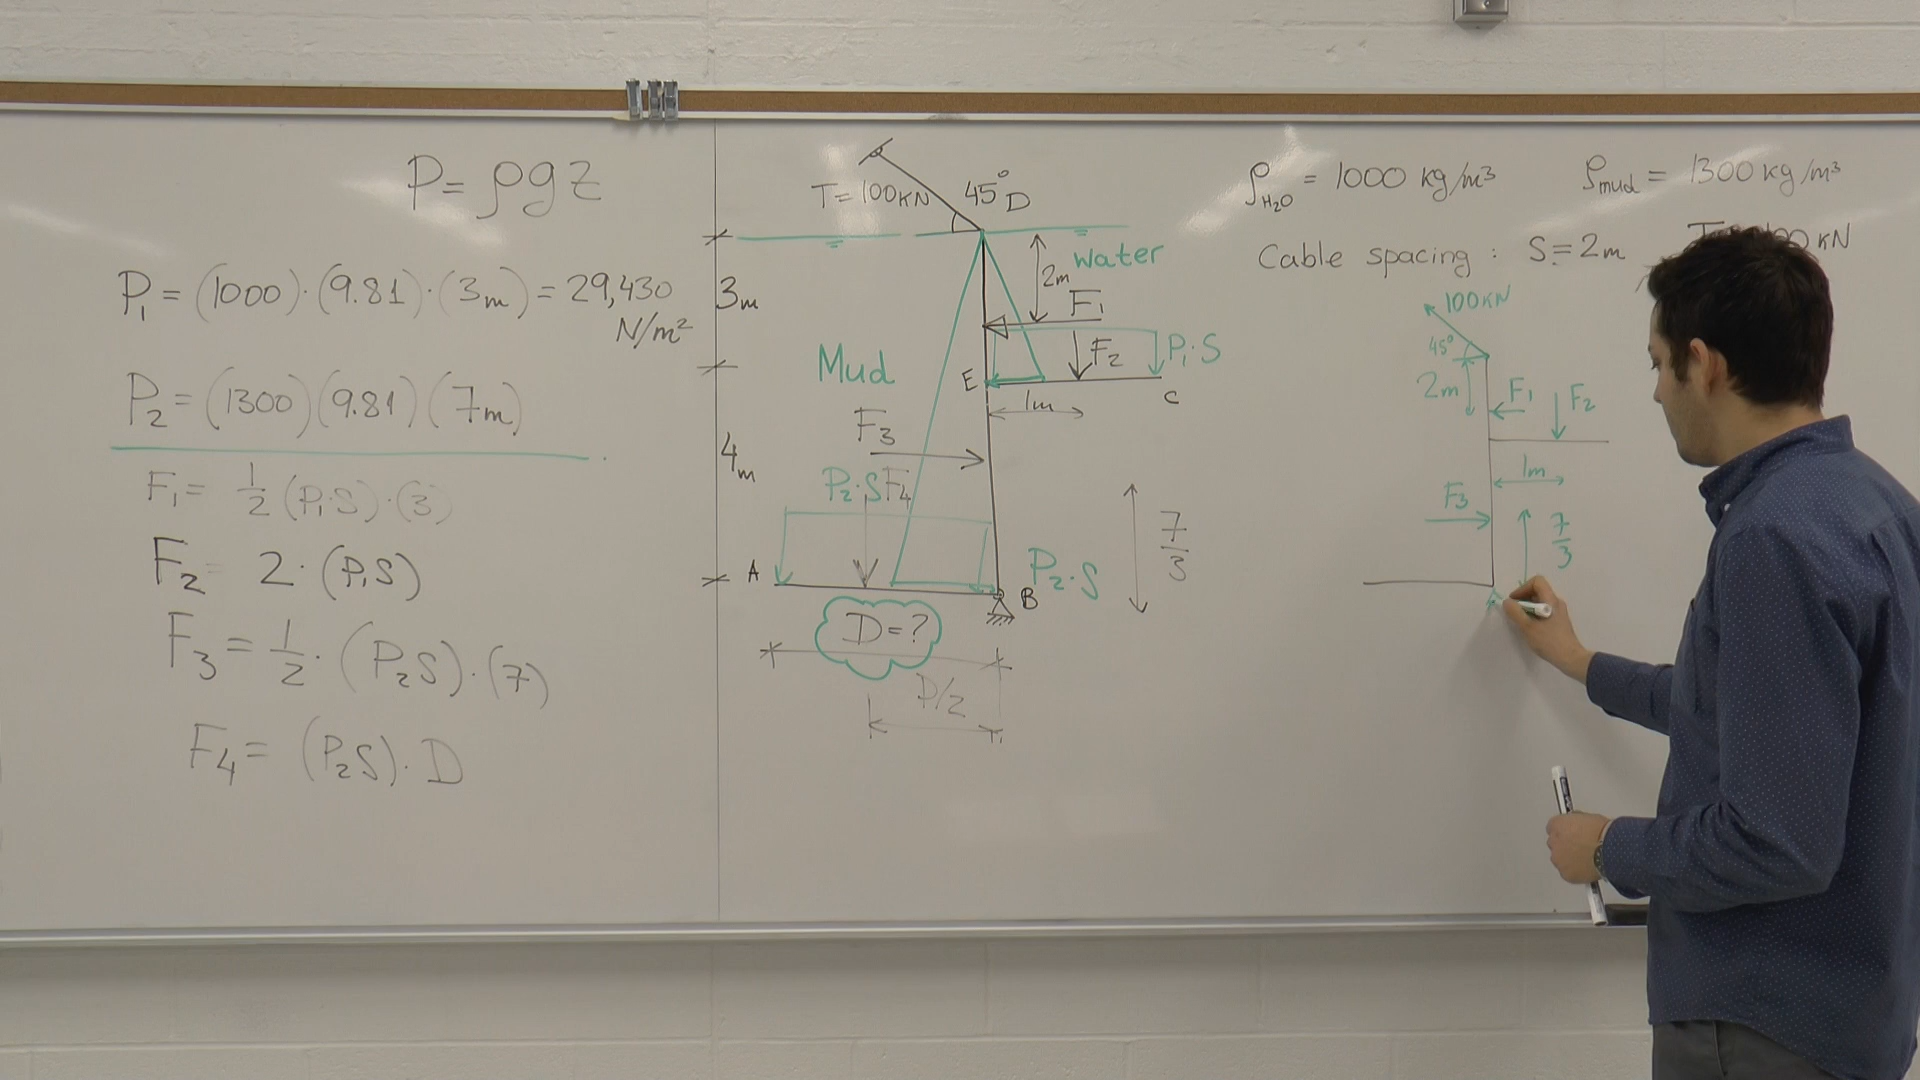 P = ρgz
P₁ = (1000)·(9.81)·(3m) = 29,430
N/m²
P₂ = (1300)(9.81)(7m)
F₁ = 1/2 (P₁S)·(3)
F₂ = 2·(P₁S)
F₃ = 1/2·(P₂S)·(7)
F₄ = (P₂S)·D
3m
4m
T = 100KN
45°
D
Water
2m
F₁
F₂
P₁·S
Mud
E
C
1m
F₃
P₂·S
F₄
7/3
A
B
P₂·S
D=?
D/2
ρH₂O = 1000 kg/m³
ρmud = 1300 kg/m³
Cable spacing : S = 2m
KN
100KN
45°
2m
F₁
F₂
1m
F₃
7/3